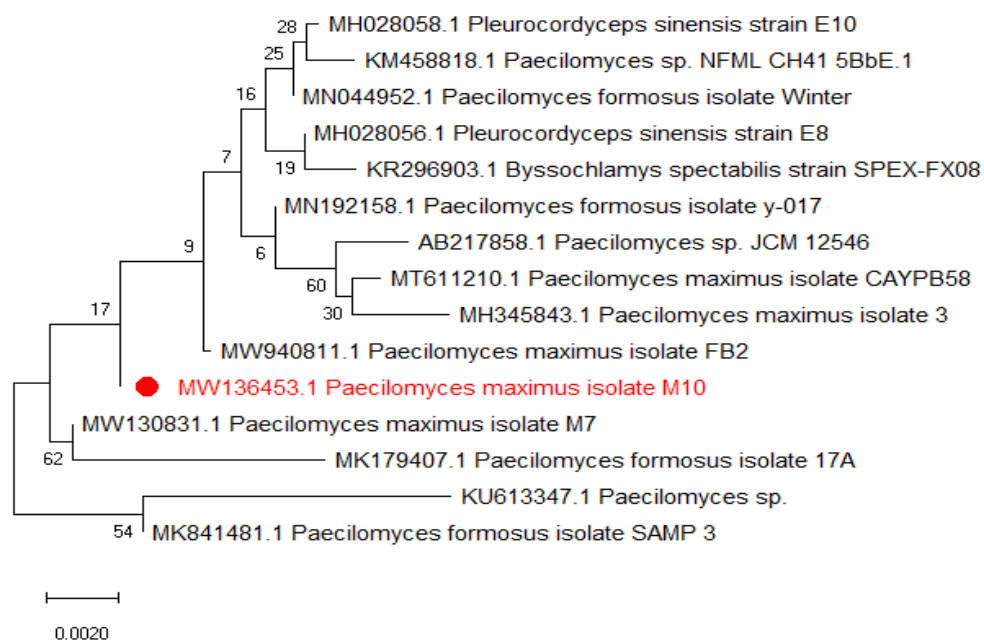 28
MH028058.1 Pleurocordyceps sinensis strain E10
25
KM458818.1 Paecilomyces sp. NFML CH41 5BbE.1
16
MN044952.1 Paecilomyces formosus isolate Winter
MH028056.1 Pleurocordyceps sinensis strain E8
7
19
KR296903.1 Byssochlamys spectabilis strain SPEX-FX08
MN192158.1 Paecilomyces formosus isolate y-017
9
6
AB217858.1 Paecilomyces sp. JCM 12546
60
MT611210.1 Paecilomyces maximus isolate CAYPB58
17
30
MH345843.1 Paecilomyces maximus isolate 3
MW940811.1 Paecilomyces maximus isolate FB2
MW136453.1 Paecilomyces maximus isolate M10
MW130831.1 Paecilomyces maximus isolate M7
62
MK179407.1 Paecilomyces formosus isolate 17A
KU613347.1 Paecilomyces sp.
54
MK841481.1 Paecilomyces formosus isolate SAMP 3
0.0020